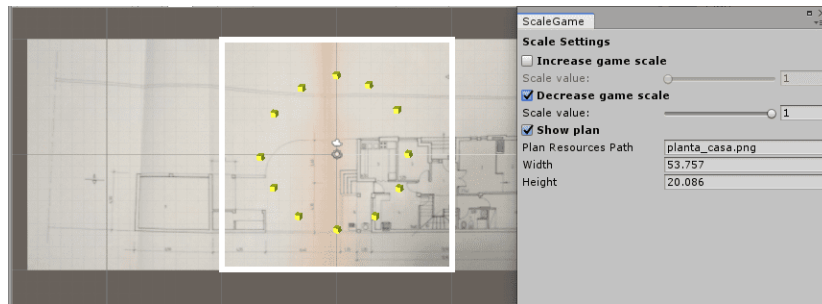 ScaleGame
Scale Settings
Increase game scale
Scale value: 1
Decrease game scale
Scale value: 1
Show plan
Plan Resources Path planta_casa.png
Width 53.757
Height 20.086